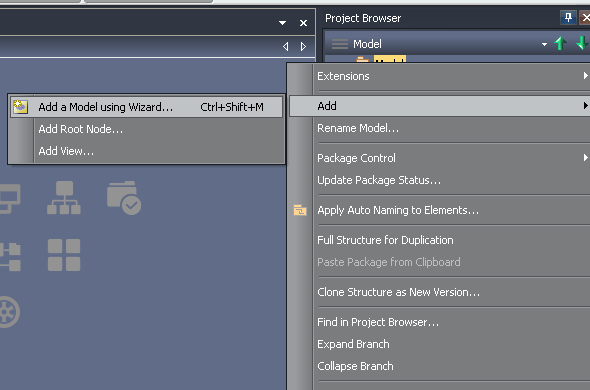 Project Browser
Model
Extensions
Add
Add a Model using Wizard... Ctrl+Shift+M
Add Root Node...
Add View...
Rename Model...
Package Control
Update Package Status...
Apply Auto Naming to Elements...
Full Structure for Duplication
Paste Package from Clipboard
Clone Structure as New Version...
Find in Project Browser...
Expand Branch
Collapse Branch